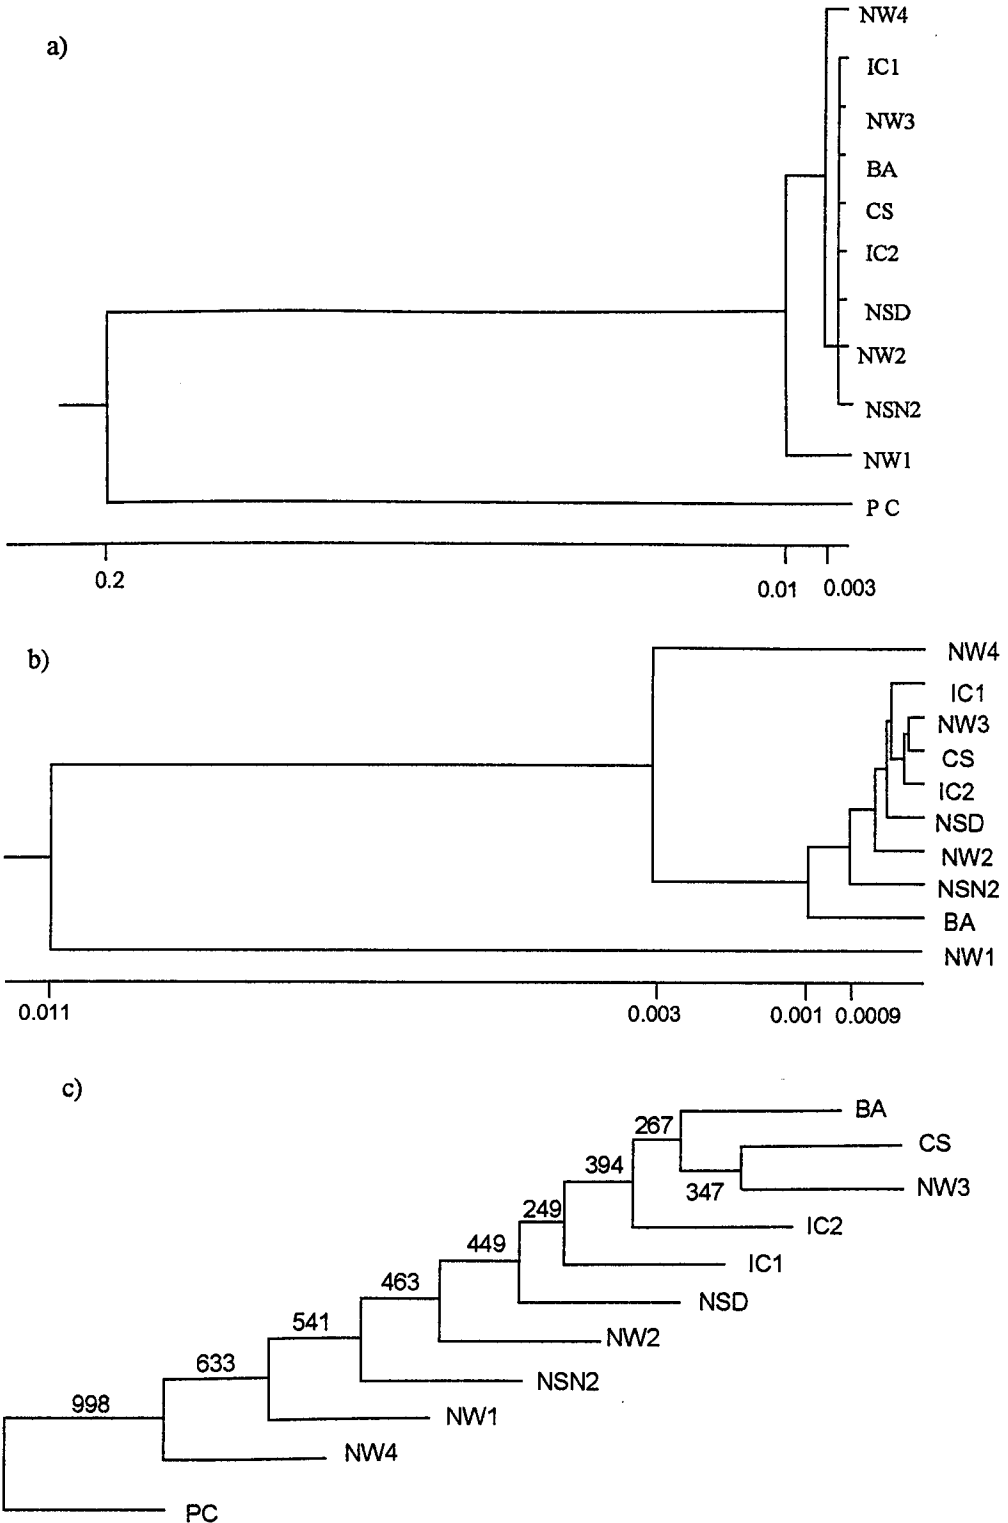 a)
NW4
IC1
NW3
BA
CS
IC2
NSD
NW2
NSN2
NW1
P C
0.2
0.01 0.003
b)
NW4
IC1
NW3
CS
IC2
NSD
NW2
NSN2
BA
NW1
0.011 0.003 0.001 0.0009
c)
BA
267
CS
394
347 NW3
249 IC2
449
IC1
463
NSD
541
NW2
633
NSN2
998
NW1
NW4
PC